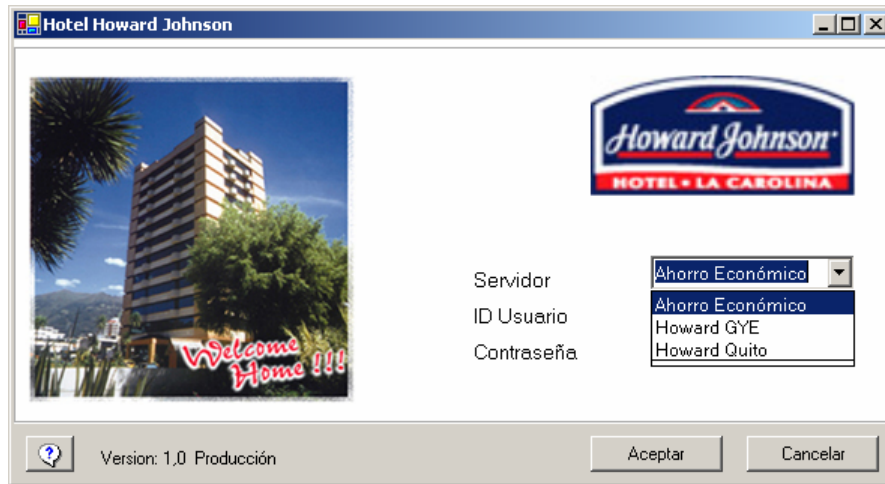 Hotel Howard Johnson
Howard Johnson
HOTEL • LA CAROLINA
Welcome
Home !!!
Servidor
Ahorro Económico
Ahorro Económico
ID Usuario
Howard GYE
Howard Quito
Contraseña
Version: 1,0 Producción
Aceptar
Cancelar